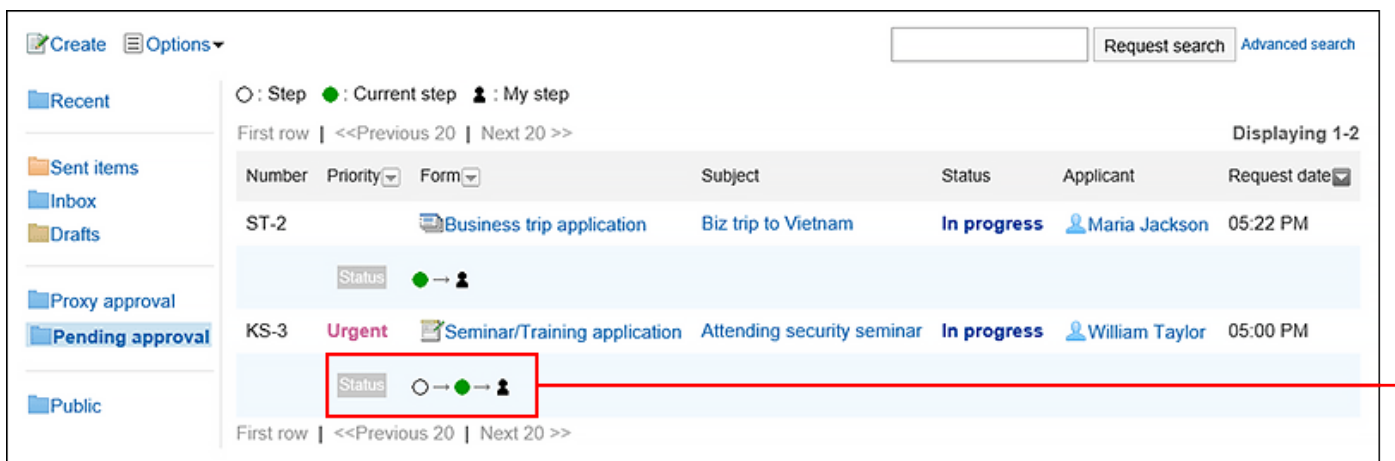 Create Options Request search Advanced search
Recent
Sent items
Inbox
Drafts
Proxy approval
Pending approval
Public
: Step : Current step : My step
First row | <<Previous 20 | Next 20 >> Displaying 1-2
Number Priority Form Subject Status Applicant Request date
ST-2 Business trip application Biz trip to Vietnam In progress Maria Jackson 05:22 PM
Status →
KS-3 Urgent Seminar/Training application Attending security seminar In progress William Taylor 05:00 PM
Status → →
First row | <<Previous 20 | Next 20 >>